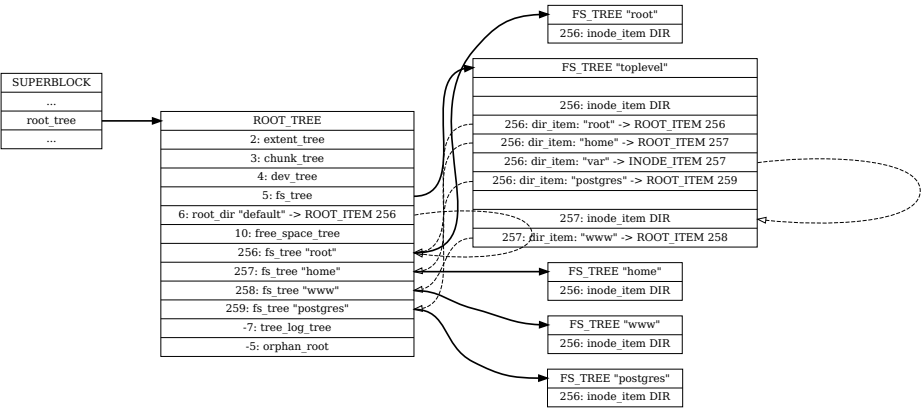 SUPERBLOCK
...
root_tree
...
ROOT_TREE
2: extent_tree
3: chunk_tree
4: dev_tree
5: fs_tree
6: root_dir "default" -> ROOT_ITEM 256
10: free_space_tree
256: fs_tree "root"
257: fs_tree "home"
258: fs_tree "www"
259: fs_tree "postgres"
-7: tree_log_tree
-5: orphan_root
FS_TREE "root"
256: inode_item DIR
FS_TREE "toplevel"
256: inode_item DIR
256: dir_item: "root" -> ROOT_ITEM 256
256: dir_item: "home" -> ROOT_ITEM 257
256: dir_item: "var" -> INODE_ITEM 257
256: dir_item: "postgres" -> ROOT_ITEM 259
257: inode_item DIR
257: dir_item: "www" -> ROOT_ITEM 258
FS_TREE "home"
256: inode_item DIR
FS_TREE "www"
256: inode_item DIR
FS_TREE "postgres"
256: inode_item DIR